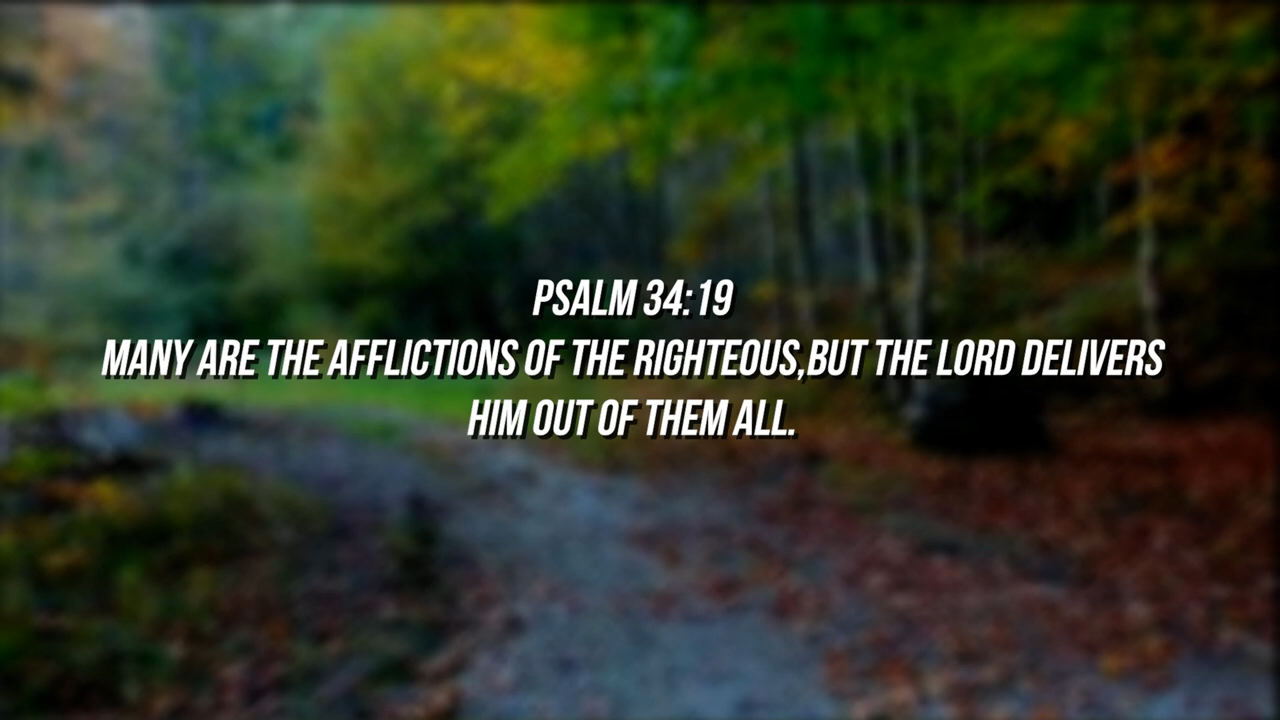 PSALM 34:19
MANY ARE THE AFFLICTIONS OF THE RIGHTEOUS,BUT THE LORD DELIVERS
HIM OUT OF THEM ALL.